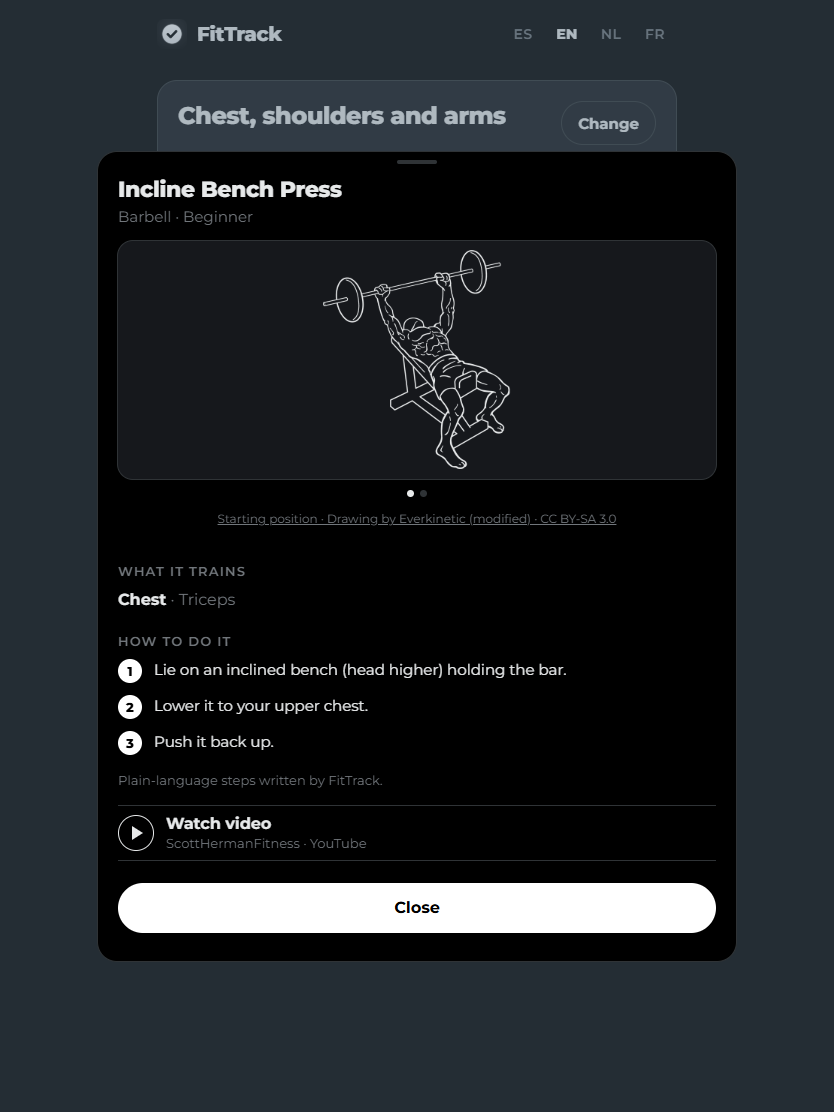 FitTrack
ES EN NL FR
Chest, shoulders and arms
Change
Incline Bench Press
Barbell · Beginner
Starting position · Drawing by Everkinetic (modified) · CC BY-SA 3.0
WHAT IT TRAINS
Chest · Triceps
HOW TO DO IT
1 Lie on an inclined bench (head higher) holding the bar.
2 Lower it to your upper chest.
3 Push it back up.
Plain-language steps written by FitTrack.
Watch video
ScottHermanFitness · YouTube
Close